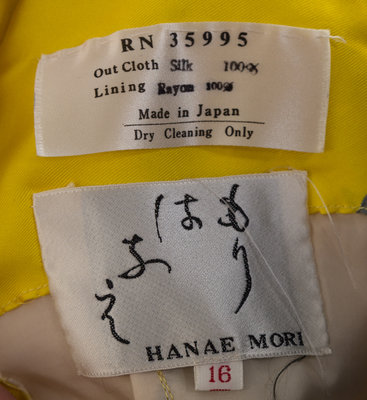 RN 35995
Out Cloth Silk 100%
Lining Rayon 100%
Made in Japan
Dry Cleaning Only
もり
はなゑ
HANAE MORI
16